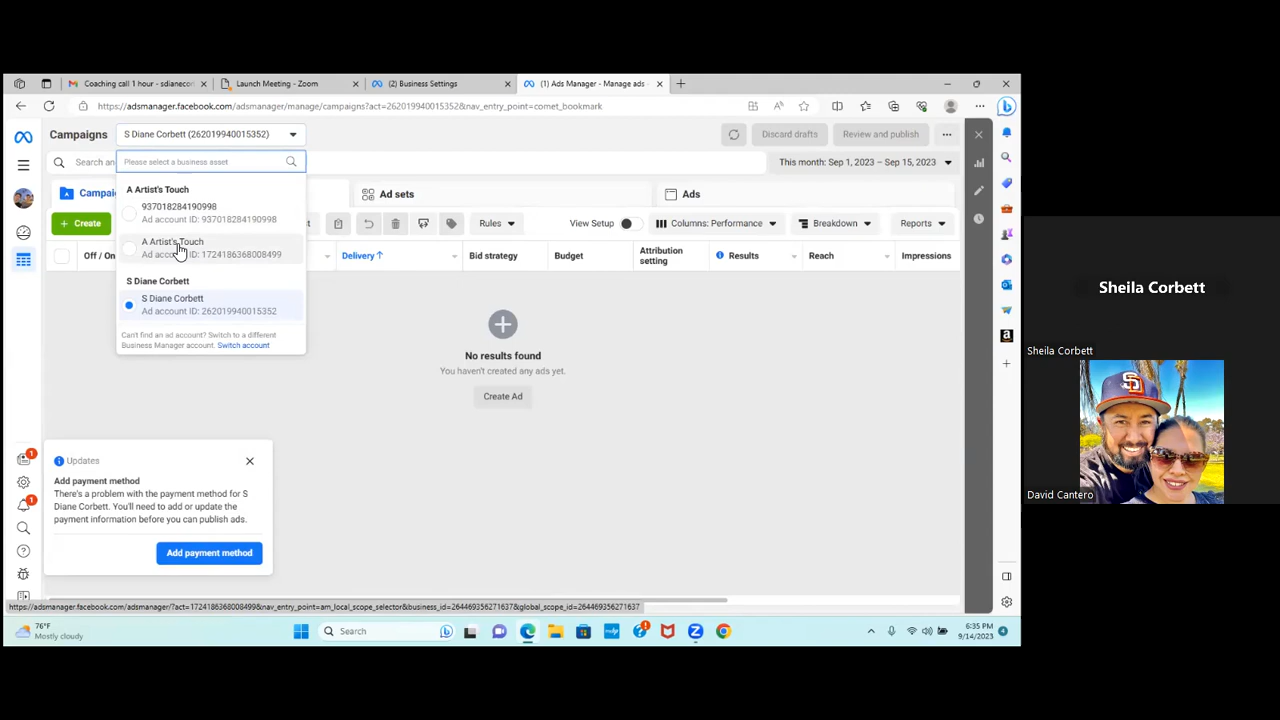 Coaching call 1 hour - sdianecor
Launch Meeting - Zoom
(2) Business Settings
(1) Ads Manager - Manage ads
https://adsmanager.facebook.com/adsmanager/manage/campaigns?act=262019940015352&nav_entry_point=comet_bookmark
Campaigns
S Diane Corbett (262019940015352)
Discard drafts
Review and publish
Search an
Please select a business asset
This month: Sep 1, 2023 – Sep 15, 2023
Campai
Ad sets
Ads
A Artist's Touch
937018284190998
Ad account ID: 937018284190998
+ Create
Rules
View Setup
Columns: Performance
Breakdown
Reports
A Artist's Touch
Ad account ID: 1724186368008499
Off / On
Delivery ↑
Bid strategy
Budget
Attribution
setting
Results
Reach
Impressions
S Diane Corbett
S Diane Corbett
Ad account ID: 262019940015352
Can't find an ad account? Switch to a different
Business Manager account. Switch account
No results found
You haven't created any ads yet.
Create Ad
Updates
Add payment method
There's a problem with the payment method for S
Diane Corbett. You'll need to add or update the
payment information before you can publish ads.
Add payment method
1
1
https://adsmanager.facebook.com/adsmanager/?act=1724186368008499&nav_entry_point=am_local_scope_selector&business_id=264469356271637&global_scope_id=264469356271637
76°F
Mostly cloudy
Search
6:35 PM
9/14/2023
4
Sheila Corbett
Sheila Corbett
David Cantero